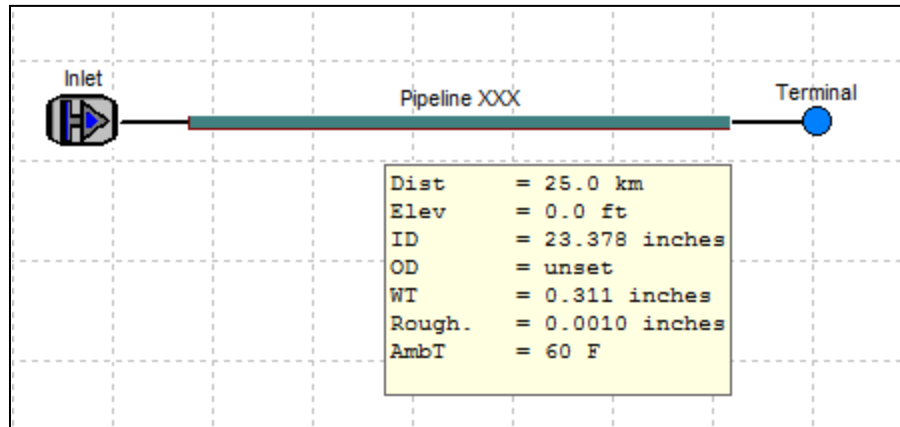 Inlet
Pipeline XXX
Terminal
Dist = 25.0 km
Elev = 0.0 ft
ID = 23.378 inches
OD = unset
WT = 0.311 inches
Rough. = 0.0010 inches
AmbT = 60 F